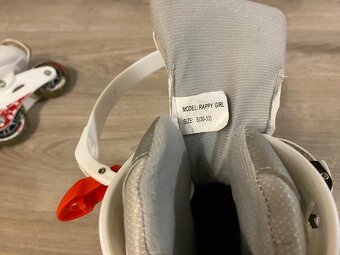 MODEL: RAPPY GIRL
SIZE: S(30-33)